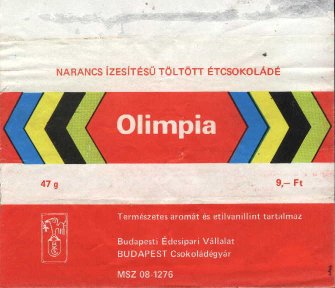 NARANCS ÍZESÍTÉSŰ TÖLTÖTT ÉTCSOKOLÁDÉ
Olimpia
47 g
9,– Ft
Természetes aromát és etilvanillint tartalmaz
Budapesti Édesipari Vállalat
BUDAPEST Csokoládégyár
MSZ 08-1276